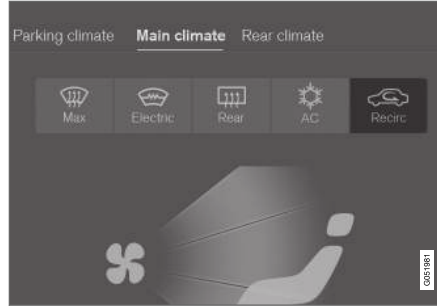 Parking climate Main climate Rear climate
Max Electric Rear AC Recirc
G051981